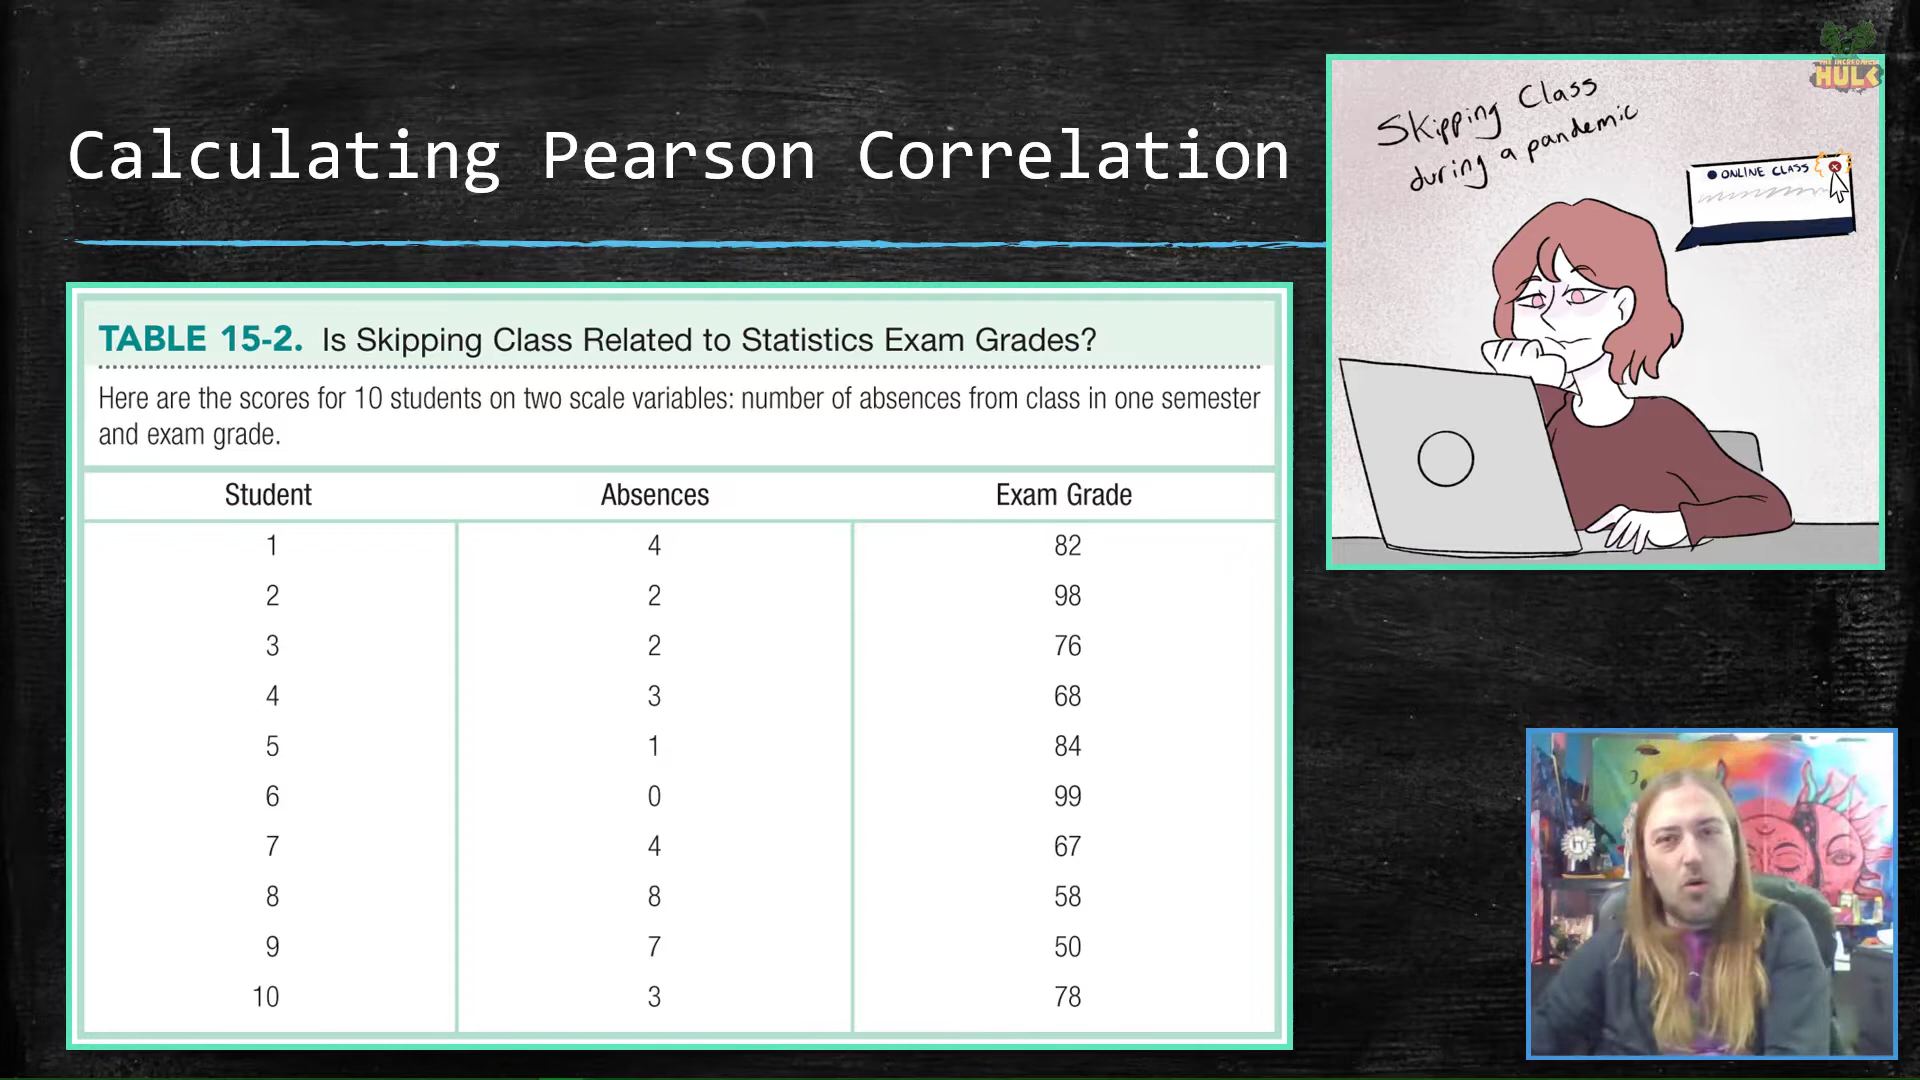 Calculating Pearson Correlation
TABLE 15-2. Is Skipping Class Related to Statistics Exam Grades?
Here are the scores for 10 students on two scale variables: number of absences from class in one semester
and exam grade.
Student Absences Exam Grade
1 4 82
2 2 98
3 2 76
4 3 68
5 1 84
6 0 99
7 4 67
8 8 58
9 7 50
10 3 78
Skipping Class
during a pandemic
ONLINE CLASS
THE INCREDIBLE
HULK